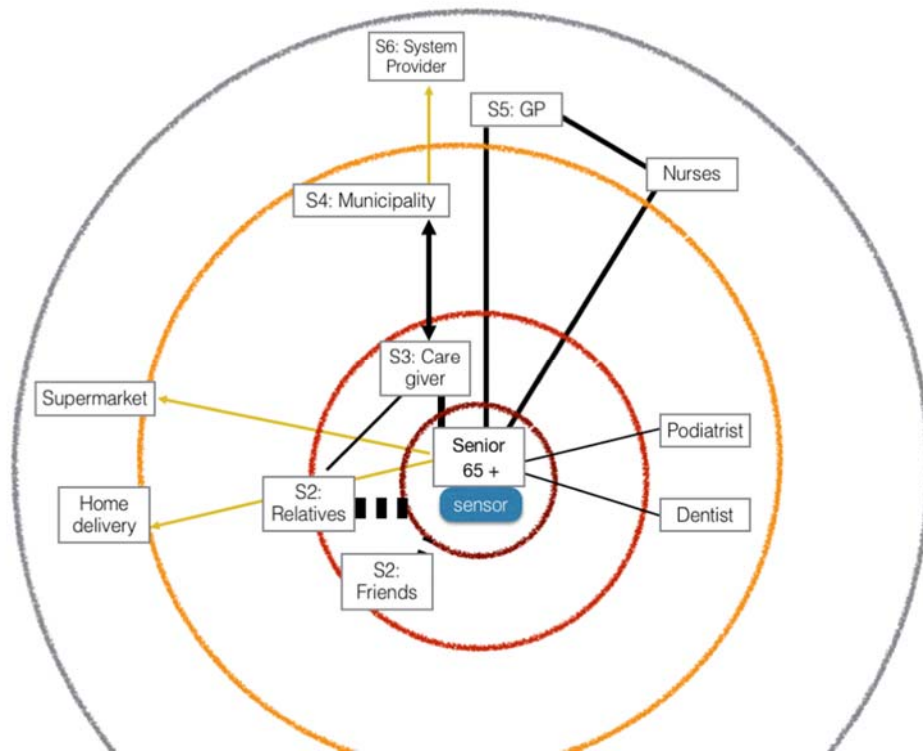 S6: System
Provider
S5: GP
Nurses
S4: Municipality
S3: Care
giver
Supermarket
Senior
65 +
Podiatrist
sensor
S2:
Relatives
Home
delivery
Dentist
S2:
Friends